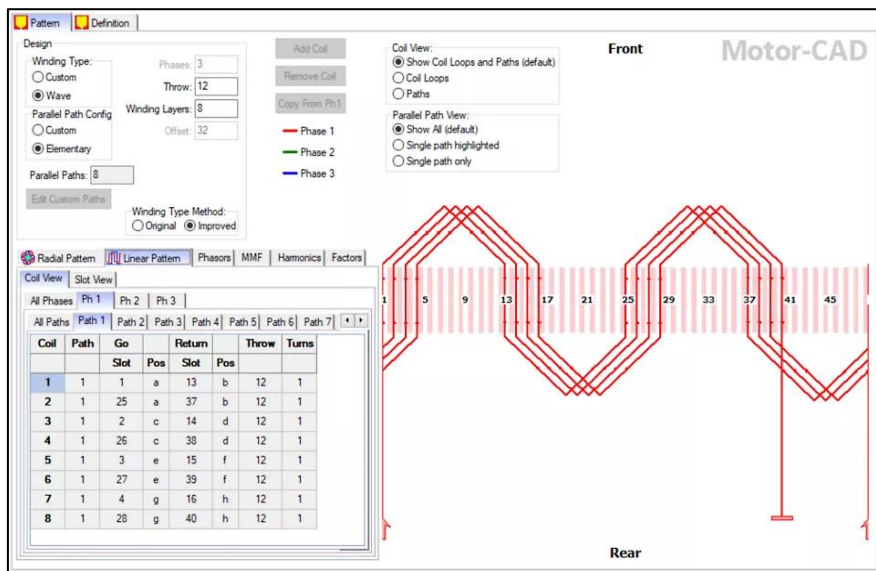 Pattern Definition
Design
Winding Type:
Custom
Wave
Parallel Path Config
Custom
Elementary
Parallel Paths: 8
Edit Custom Paths
Phases: 3
Throw: 12
Winding Layers: 8
Offset: 32
Winding Type Method:
Original Improved
Add Coil
Remove Coil
Copy From Ph1
Phase 1
Phase 2
Phase 3
Coil View:
Show Coil Loops and Paths (default)
Coil Loops
Paths
Parallel Path View:
Show All (default)
Single path highlighted
Single path only
Front
Motor-CAD
Radial Pattern Linear Pattern Phasors MMF Harmonics Factors
Coil View Slot View
All Phases Ph 1 Ph 2 Ph 3
All Paths Path 1 Path 2 Path 3 Path 4 Path 5 Path 6 Path 7
Coil Path Go Return Throw Turns
Slot Pos Slot Pos
1 1 1 a 13 b 12 1
2 1 25 a 37 b 12 1
3 1 2 c 14 d 12 1
4 1 26 c 38 d 12 1
5 1 3 e 15 f 12 1
6 1 27 e 39 f 12 1
7 1 4 g 16 h 12 1
8 1 28 g 40 h 12 1
1 5 9 13 17 21 25 29 33 37 41 45
Rear